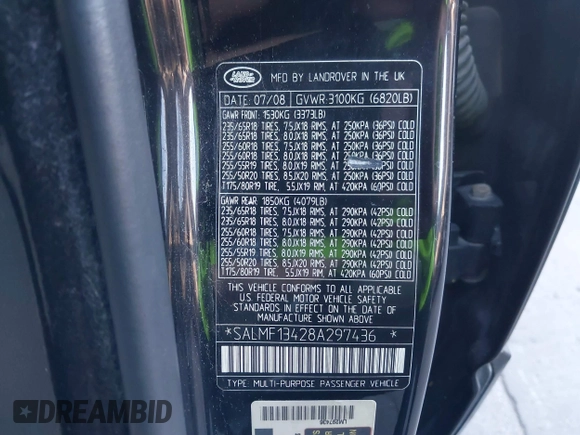 LAND ROVER
MFD BY LANDROVER IN THE UK
DATE: 07/08 GVWR-3100KG (6820LB)
GAWR FRONT: 1530KG (3373LB)
235/65R18 TIRES, 7.5JX18 RIMS, AT 250KPA (36PSI) COLD
235/65R18 TIRES, 8.0JX18 RIMS, AT 250KPA (36PSI) COLD
255/60R18 TIRES, 7.5JX18 RIMS, AT 250KPA (36PSI) COLD
255/60R18 TIRES, 8.0JX18 RIMS, AT 250KPA (36PSI) COLD
255/55R19 TIRES, 8.0JX19 RIMS, AT 250KPA (36PSI) COLD
255/50R20 TIRES, 8.5JX20 RIMS, AT 250KPA (36PSI) COLD
T175/80R19 TIRE, 5.5JX19 RIM, AT 420KPA (60PSI) COLD
GAWR REAR: 1850KG (4079LB)
235/65R18 TIRES, 7.5JX18 RIMS, AT 290KPA (42PSI) COLD
235/65R18 TIRES, 8.0JX18 RIMS, AT 290KPA (42PSI) COLD
255/60R18 TIRES, 7.5JX18 RIMS, AT 290KPA (42PSI) COLD
255/60R18 TIRES, 8.0JX18 RIMS, AT 290KPA (42PSI) COLD
255/55R19 TIRES, 8.0JX19 RIMS, AT 290KPA (42PSI) COLD
255/50R20 TIRES, 8.5JX20 RIMS, AT 290KPA (42PSI) COLD
T175/80R19 TIRE, 5.5JX19 RIM, AT 420KPA (60PSI) COLD
THIS VEHICLE CONFORMS TO ALL APPLICABLE
US FEDERAL MOTOR VEHICLE SAFETY
STANDARDS IN EFFECT ON THE DATE OF
MANUFACTURE SHOWN ABOVE
*SALMF13428A297436 *
TYPE: MULTI-PURPOSE PASSENGER VEHICLE
LM2297436
DREAMBID